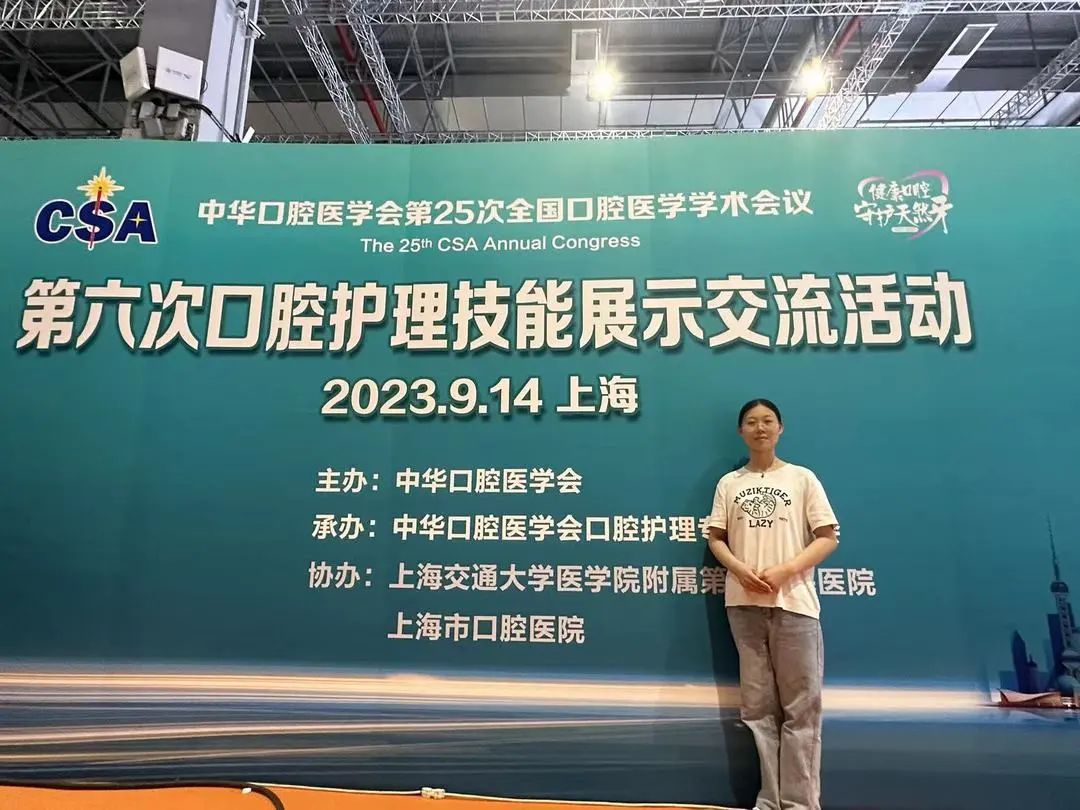 CSA
中华口腔医学会第25次全国口腔医学学术会议
The 25th CSA Annual Congress
健康口腔
守护天然牙
第六次口腔护理技能展示交流活动
2023.9.14 上海
主办：中华口腔医学会
承办：中华口腔医学会口腔护理专
协办：上海交通大学医学院附属第 医院
上海市口腔医院
MUZIKTIGER
LAZY